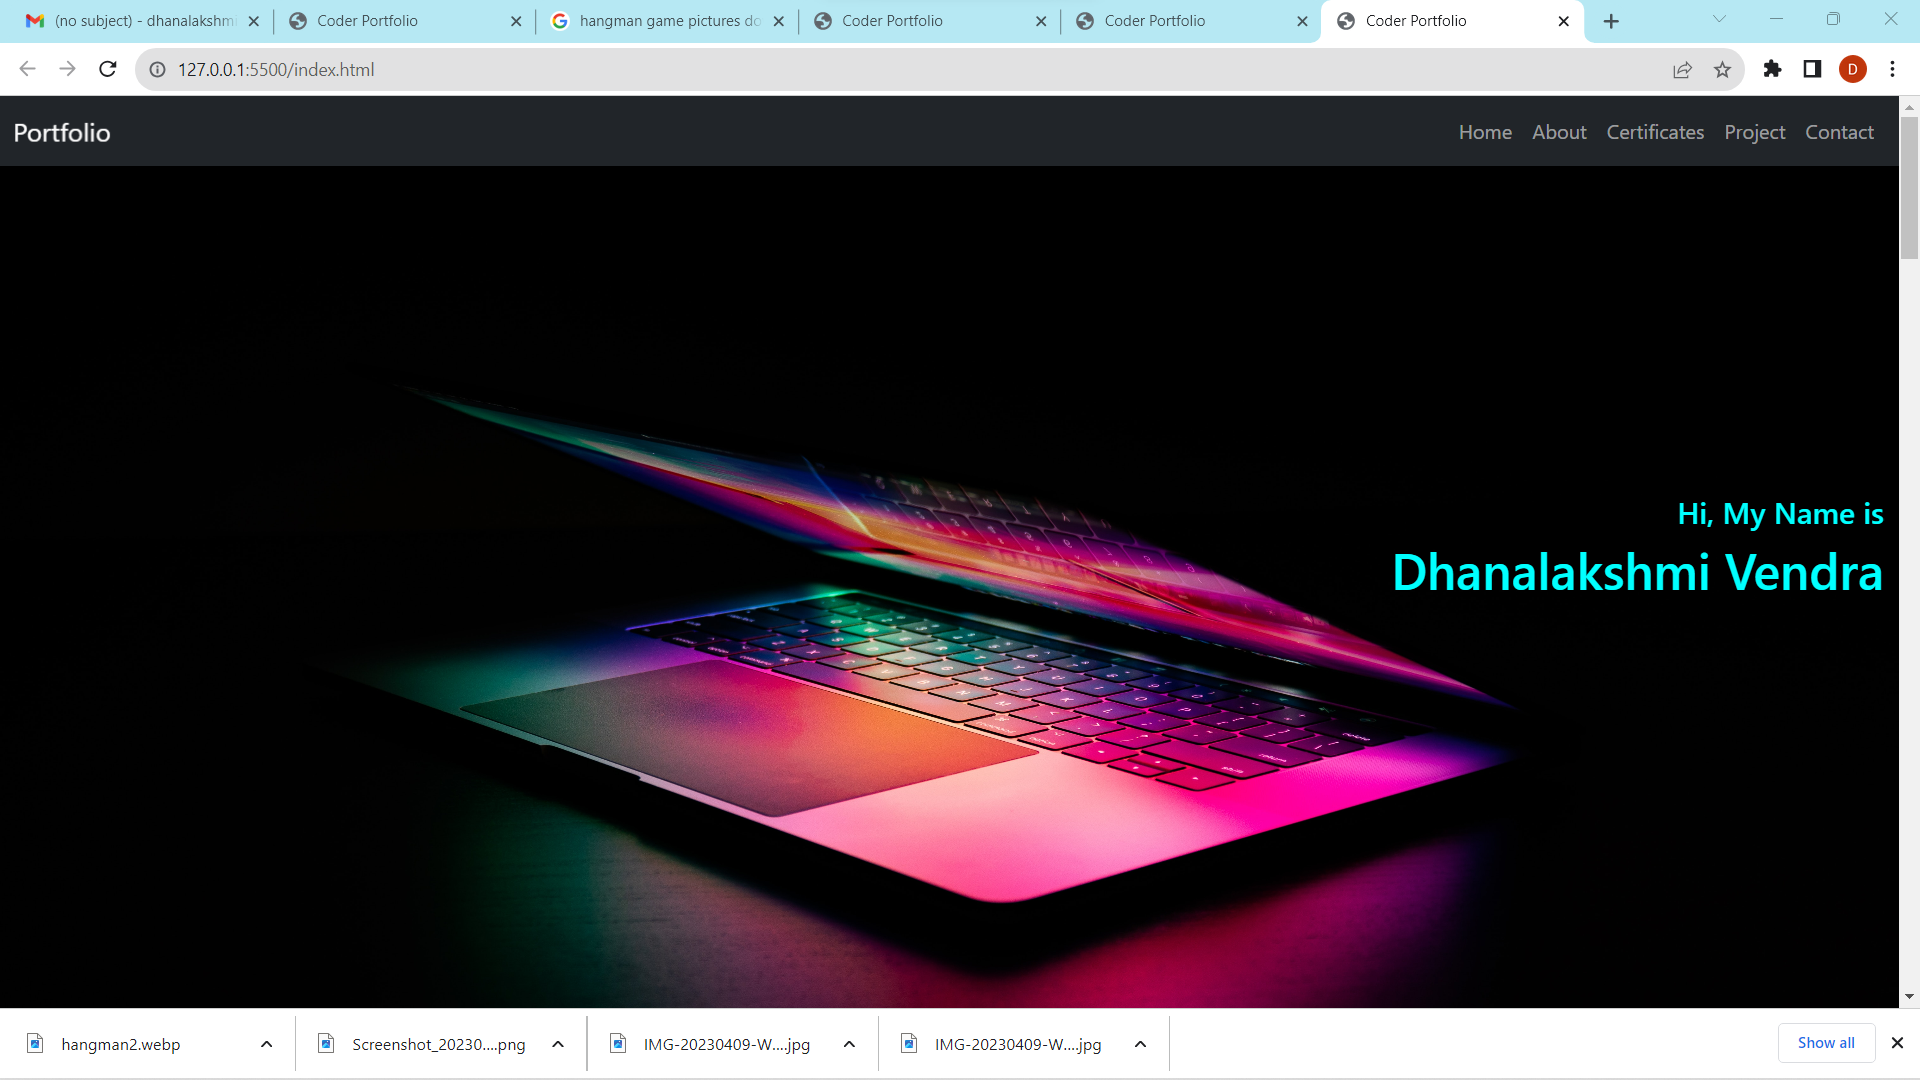 (no subject) - dhanalakshmi
Coder Portfolio
hangman game pictures do
Coder Portfolio
Coder Portfolio
Coder Portfolio
127.0.0.1:5500/index.html
D
Portfolio
Home About Certificates Project Contact
Hi, My Name is
Dhanalakshmi Vendra
hangman2.webp
Screenshot_20230....png
IMG-20230409-W....jpg
IMG-20230409-W....jpg
Show all